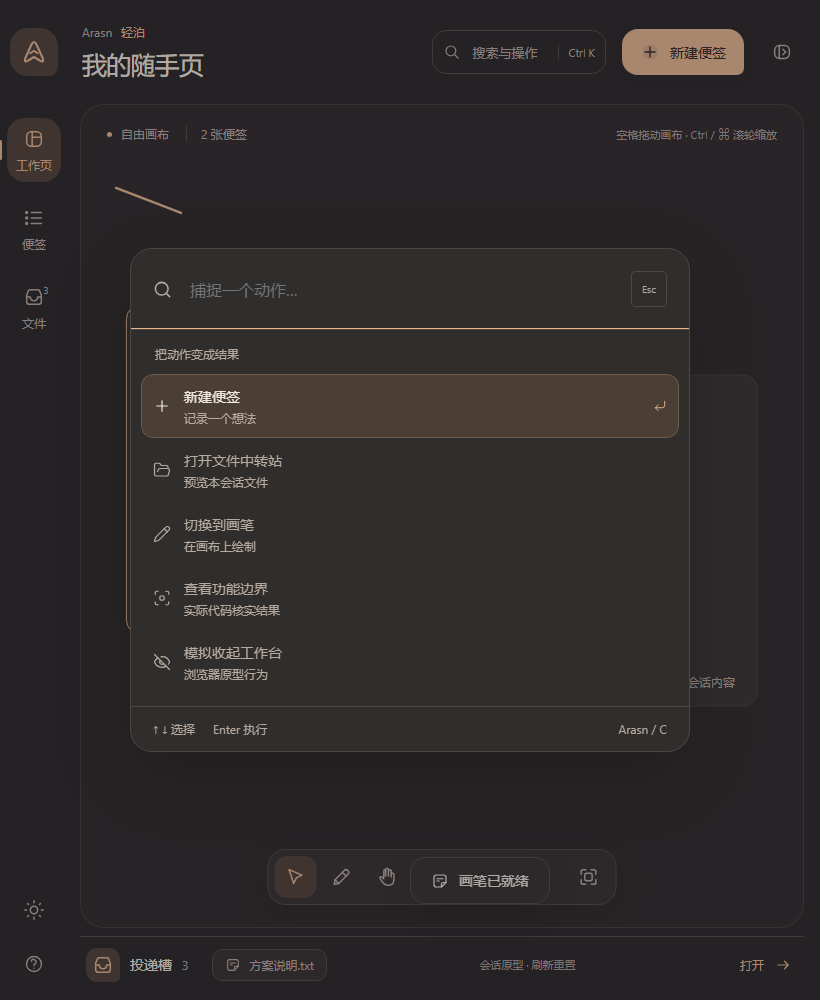 Arasn 轻泊
我的随手页
搜索与操作 Ctrl K
新建便签
工作页
便签
3
文件
自由画布 2 张便签
空格拖动画布 · Ctrl / ⌘ 滚轮缩放
捕捉一个动作...
Esc
把动作变成结果
新建便签
记录一个想法
打开文件中转站
预览本会话文件
切换到画笔
在画布上绘制
查看功能边界
实际代码核实结果
模拟收起工作台
浏览器原型行为
会话内容
↑↓选择 Enter 执行
Arasn / C
画笔已就绪
投递槽 3
方案说明.txt
会话原型 · 刷新重置
打开